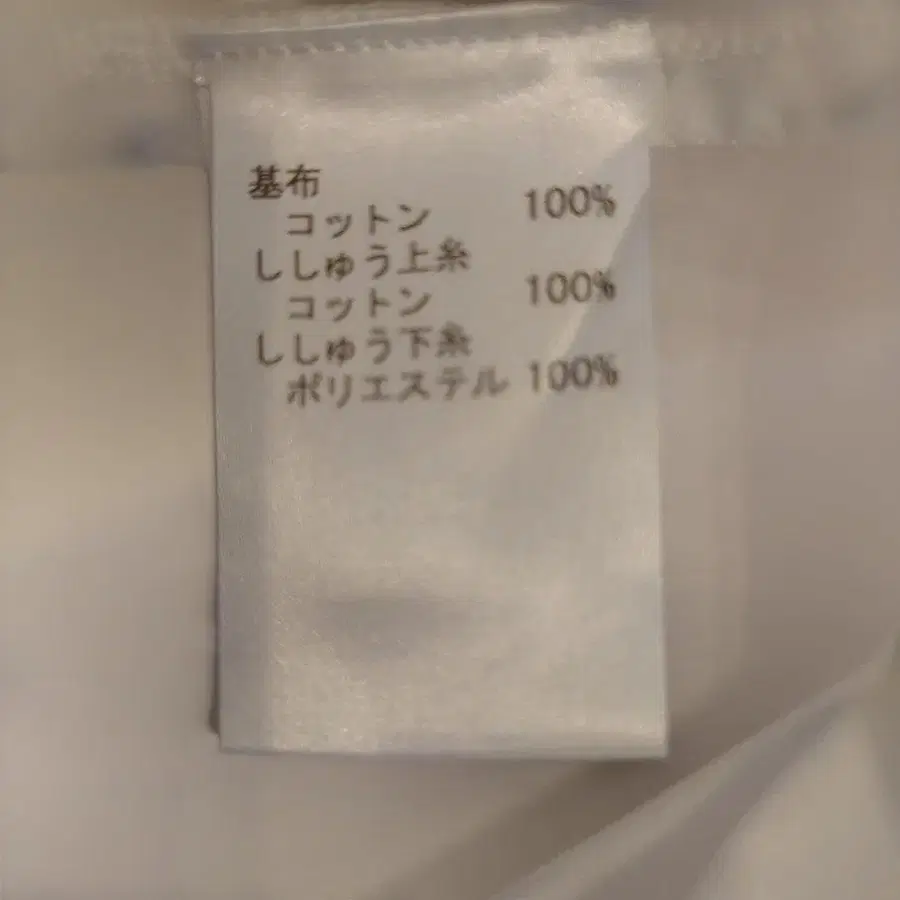 基布
コットン 100%
ししゅう上糸
コットン 100%
ししゅう下糸
ポリエステル 100%